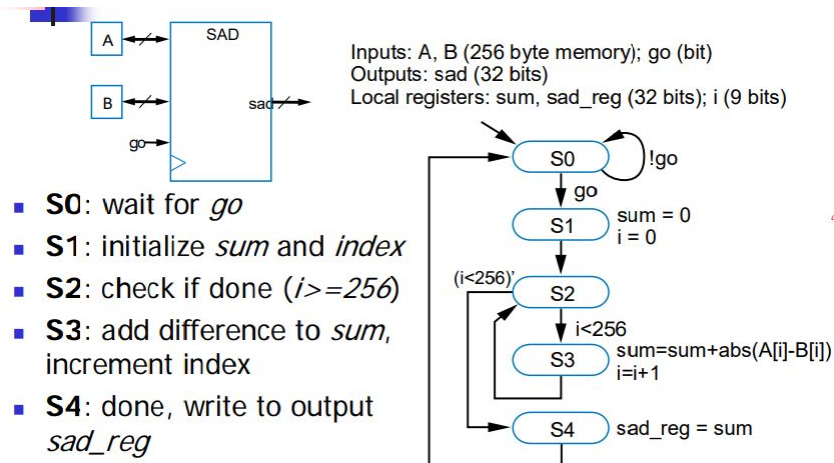 SAD
A
B
sad
go
Inputs: A, B (256 byte memory); go (bit)
Outputs: sad (32 bits)
Local registers: sum, sad_reg (32 bits); i (9 bits)
S0: wait for go
S1: initialize sum and index
S2: check if done (i>=256)
S3: add difference to sum,
increment index
S4: done, write to output
sad_reg
S0
!go
go
S1
sum = 0
i = 0
(i<256)'
S2
i<256
S3
sum=sum+abs(A[i]-B[i])
i=i+1
S4
sad_reg = sum